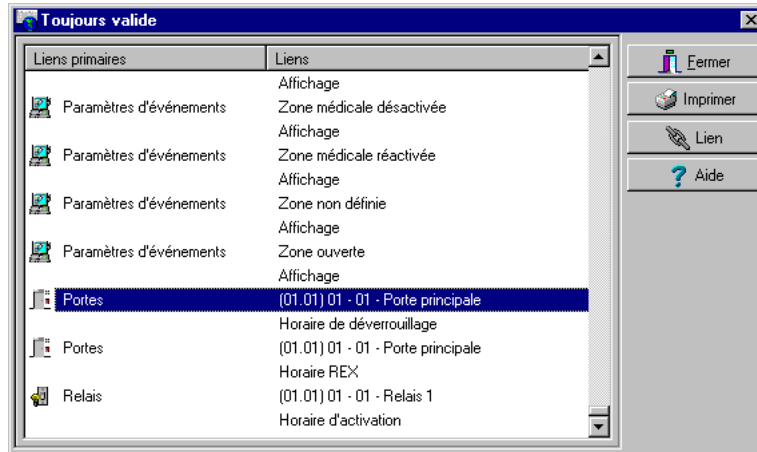 Toujours valide
Liens primaires Liens
Affichage
Paramètres d'événements Zone médicale désactivée
Affichage
Paramètres d'événements Zone médicale réactivée
Affichage
Paramètres d'événements Zone non définie
Affichage
Paramètres d'événements Zone ouverte
Affichage
Portes (01.01) 01 - 01 - Porte principale
Horaire de déverrouillage
Portes (01.01) 01 - 01 - Porte principale
Horaire REX
Relais (01.01) 01 - 01 - Relais 1
Horaire d'activation
Fermer
Imprimer
Lien
Aide